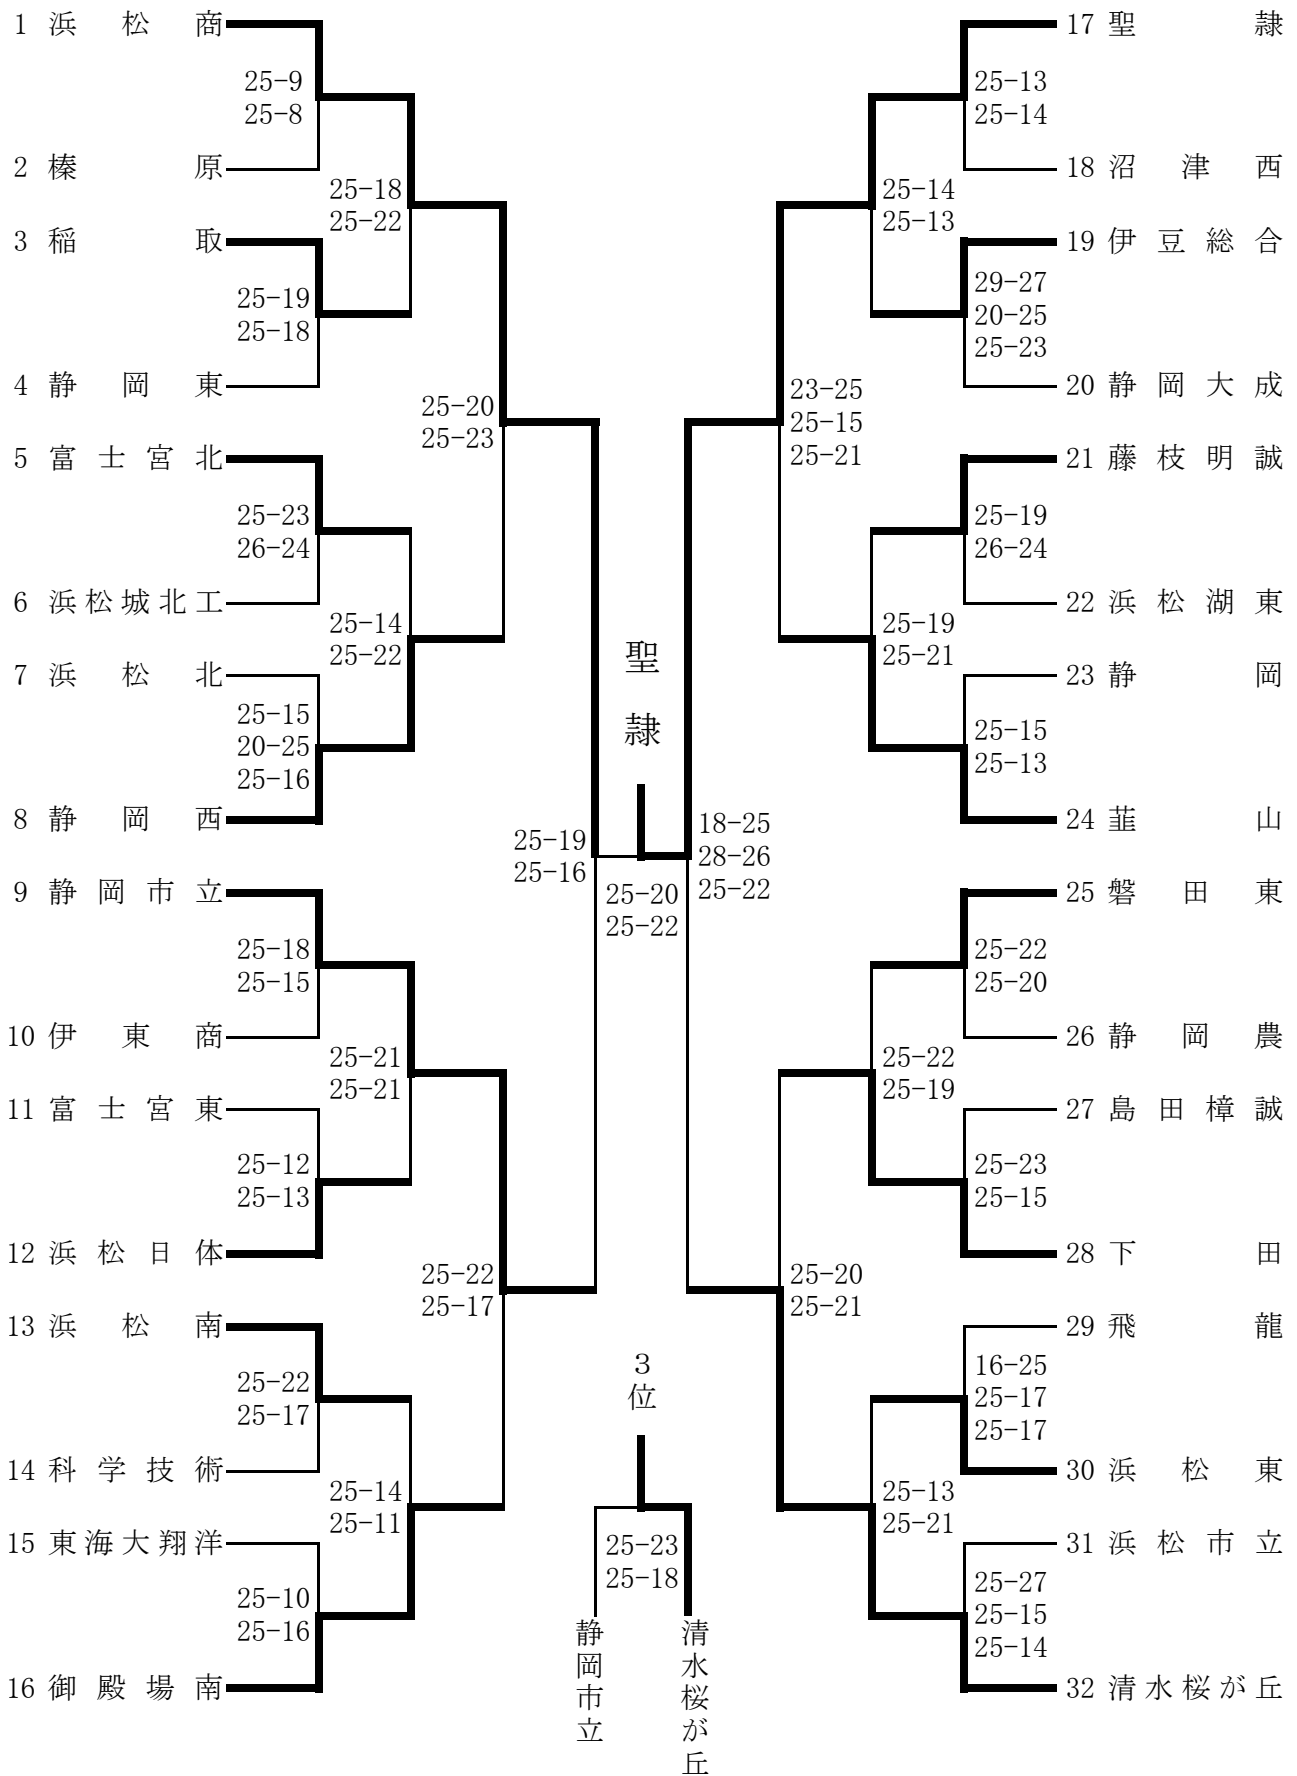 1 浜松商
25-9
25-8
2 榛原
25-18
25-22
3 稲取
25-19
25-18
4 静岡東
25-20
25-23
5 富士宮北
25-23
26-24
6 浜松城北工
25-14
25-22
7 浜松北
25-15
20-25
25-16
8 静岡西
25-19
25-16
9 静岡市立
25-18
25-15
10 伊東商
25-21
25-21
11 富士宮東
25-12
25-13
12 浜松日体
25-22
25-17
13 浜松南
25-22
25-17
14 科学技術
25-14
25-11
15 東海大翔洋
25-10
25-16
16 御殿場南
聖隷
25-20
25-22
3位
25-23
25-18
静岡市立
清水桜が丘
17 聖隷
25-13
25-14
18 沼津西
25-14
25-13
19 伊豆総合
29-27
20-25
25-23
20 静岡大成
23-25
25-15
25-21
21 藤枝明誠
25-19
26-24
22 浜松湖東
25-19
25-21
23 静岡
25-15
25-13
24 韮山
18-25
28-26
25-22
25 磐田東
25-22
25-20
26 静岡農
25-22
25-19
27 島田樟誠
25-23
25-15
28 下田
25-20
25-21
29 飛龍
16-25
25-17
25-17
30 浜松東
25-13
25-21
31 浜松市立
25-27
25-15
25-14
32 清水桜が丘